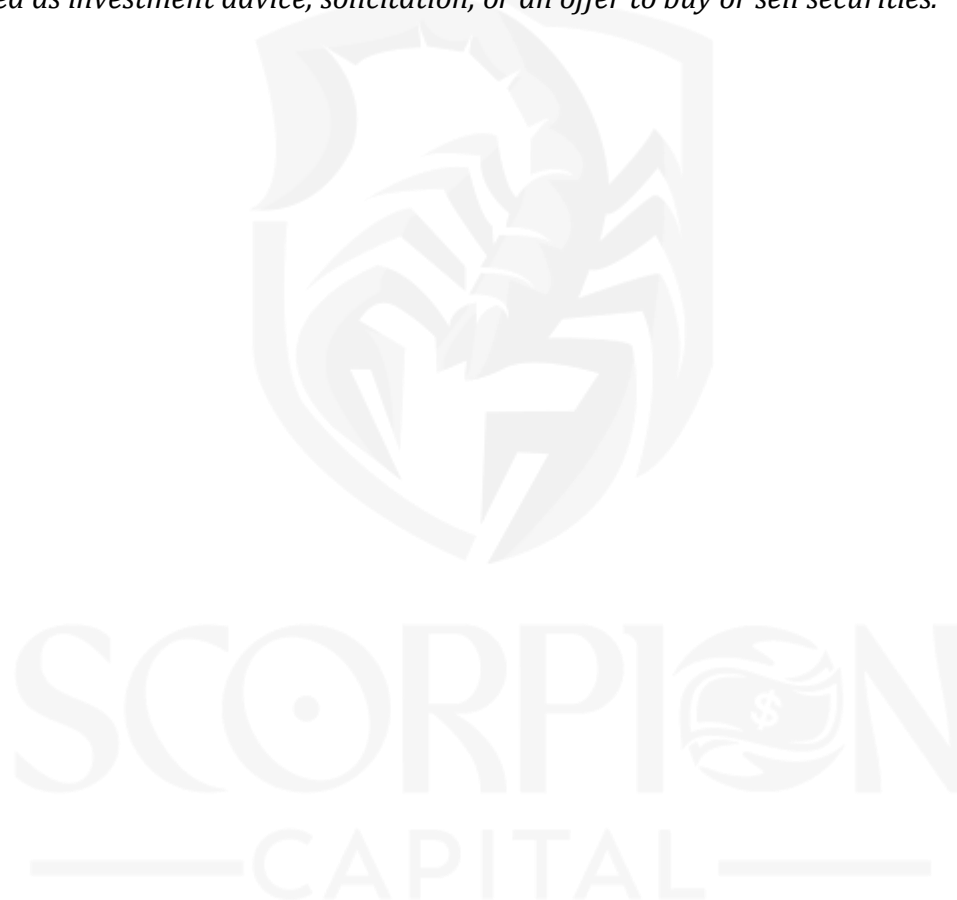 ed as investment advice, solicitation, or an offer to buy or sell securities.
SCORPION
$
CAPITAL